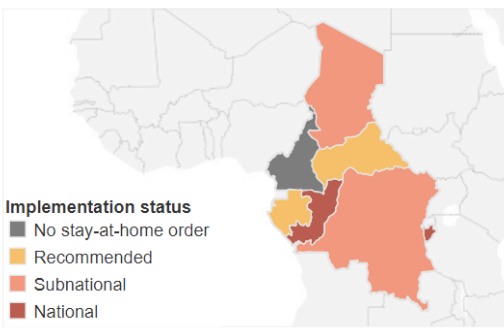 Implementation status
No stay-at-home order
Recommended
Subnational
National